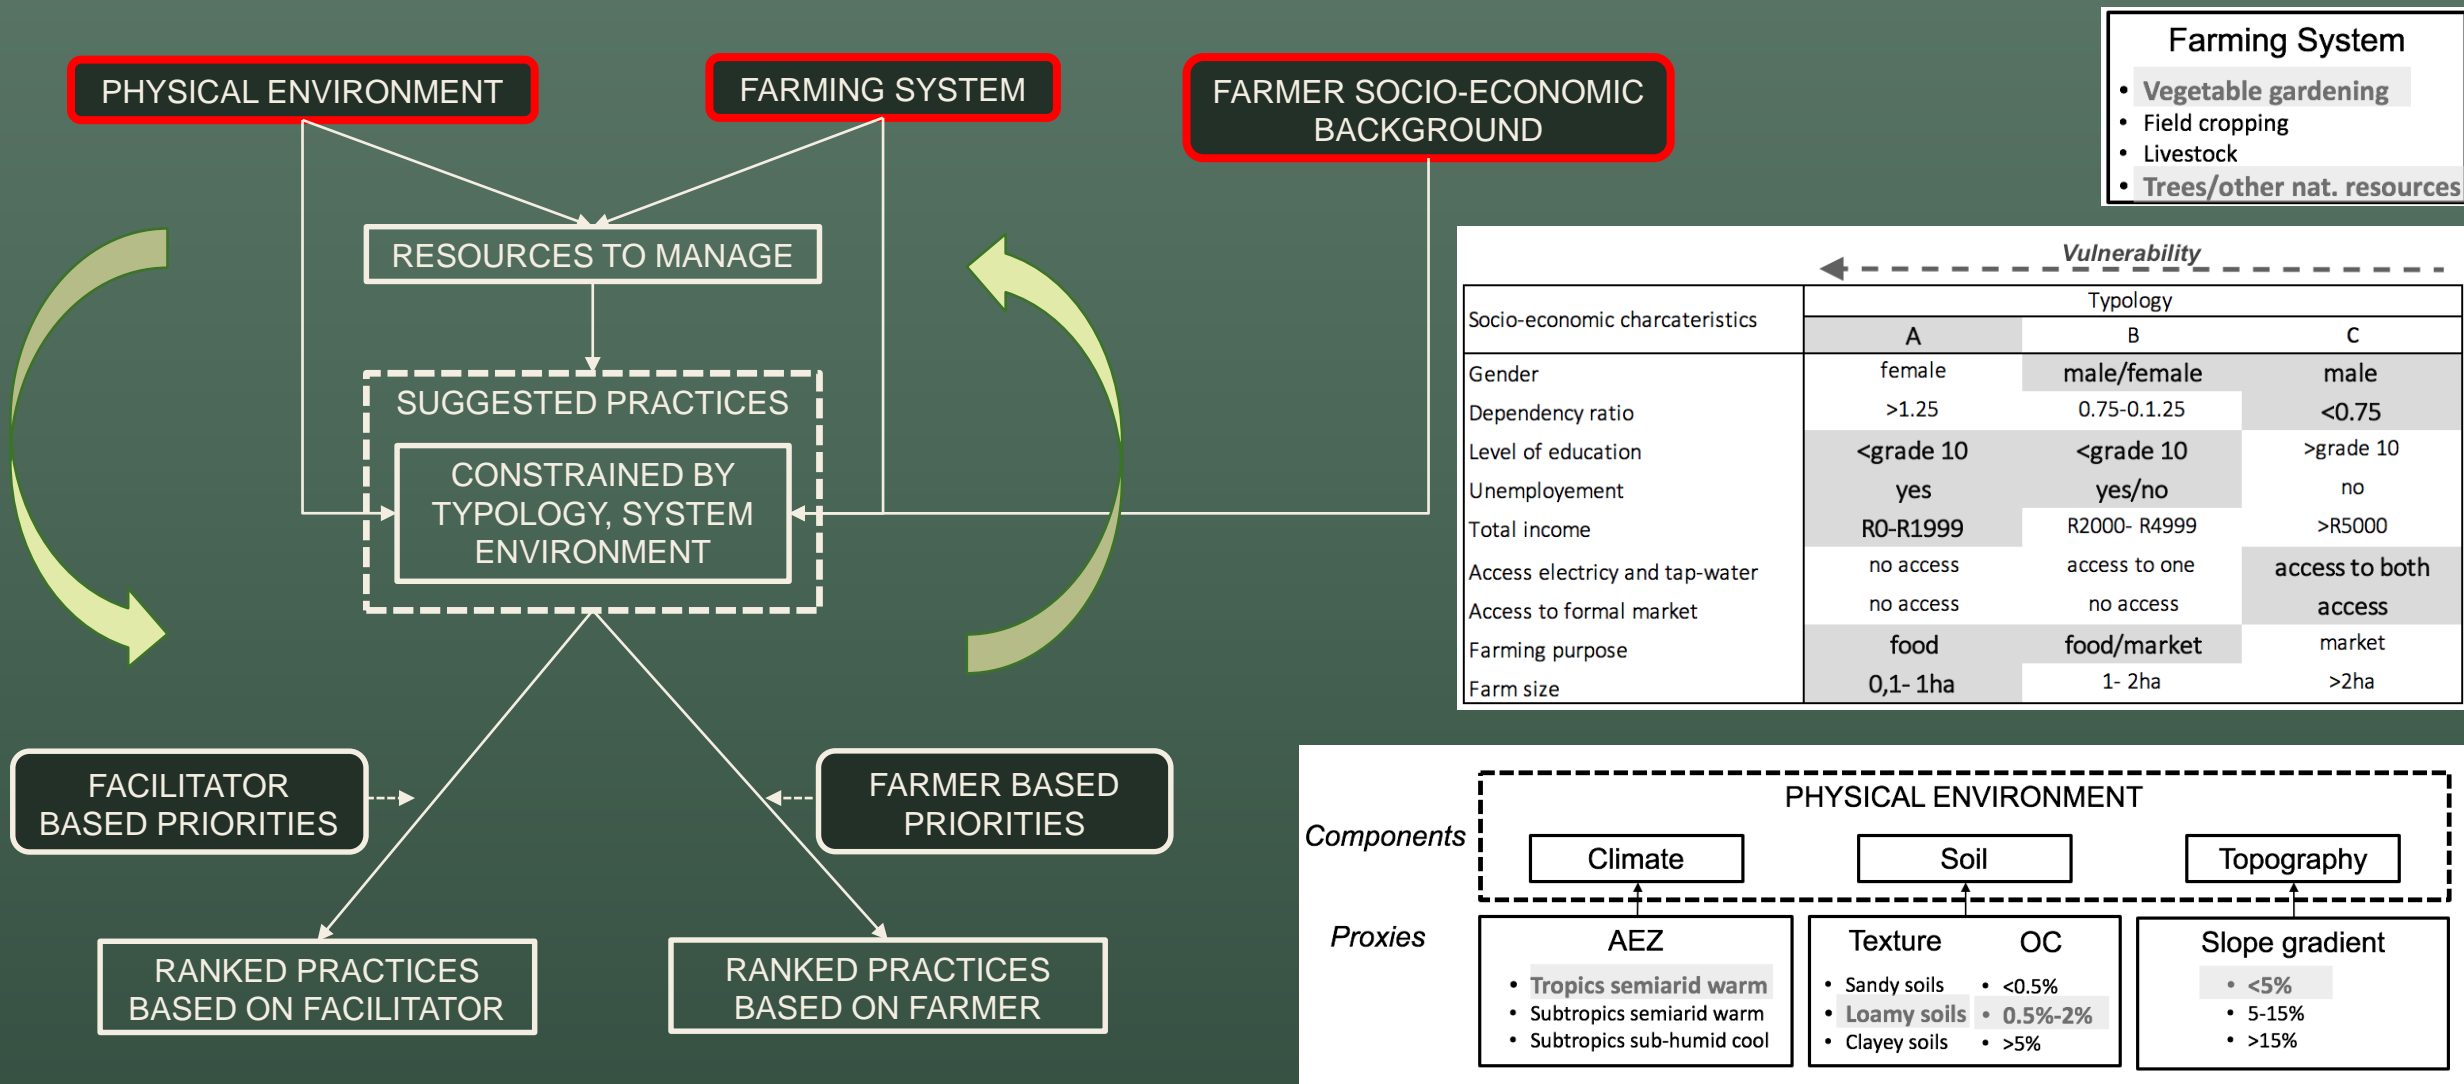 PHYSICAL ENVIRONMENT
FARMING SYSTEM
FARMER SOCIO-ECONOMIC
BACKGROUND
RESOURCES TO MANAGE
SUGGESTED PRACTICES
CONSTRAINED BY
TYPOLOGY, SYSTEM
ENVIRONMENT
FACILITATOR
BASED PRIORITIES
FARMER BASED
PRIORITIES
RANKED PRACTICES
BASED ON FACILITATOR
RANKED PRACTICES
BASED ON FARMER
Farming System
• Vegetable gardening
• Field cropping
• Livestock
• Trees/other nat. resources
Vulnerability
Socio-economic charcateristics
Typology
A B C
Gender female male/female male
Dependency ratio >1.25 0.75-0.1.25 <0.75
Level of education <grade 10 <grade 10 >grade 10
Unemployement yes yes/no no
Total income R0-R1999 R2000- R4999 >R5000
Access electricy and tap-water no access access to one access to both
Access to formal market no access no access access
Farming purpose food food/market market
Farm size 0,1- 1ha 1- 2ha >2ha
PHYSICAL ENVIRONMENT
Components
Climate Soil Topography
Proxies
AEZ
• Tropics semiarid warm
• Subtropics semiarid warm
• Subtropics sub-humid cool
Texture OC
• Sandy soils • <0.5%
• Loamy soils • 0.5%-2%
• Clayey soils • >5%
Slope gradient
• <5%
• 5-15%
• >15%